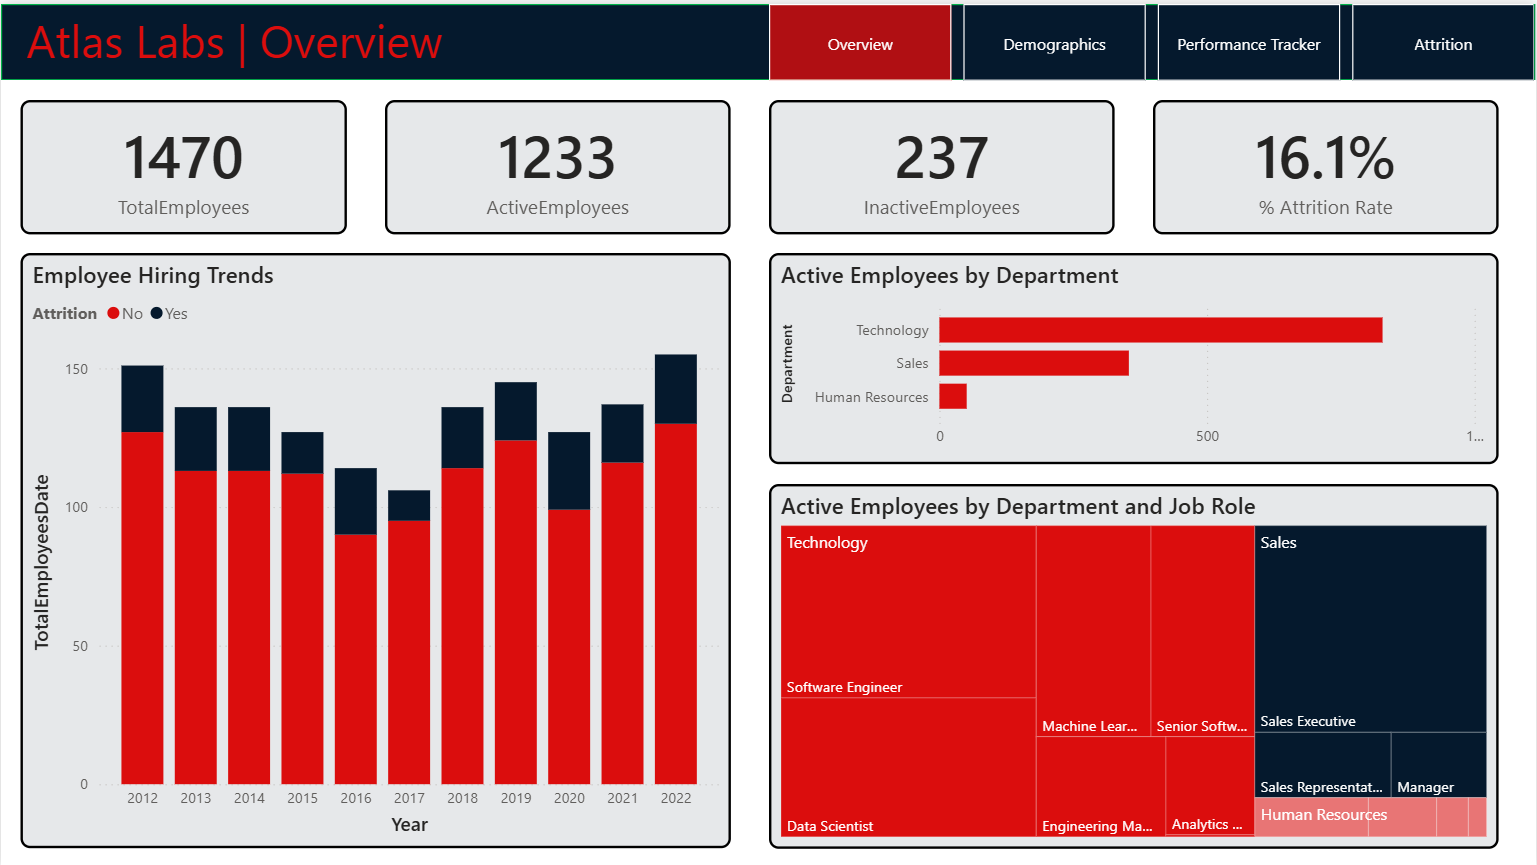 Atlas Labs | Overview
Overview
Demographics
Performance Tracker
Attrition
1470
TotalEmployees
1233
ActiveEmployees
237
InactiveEmployees
16.1%
% Attrition Rate
Employee Hiring Trends
Attrition No Yes
150
100
50
0
TotalEmployeesDate
2012 2013 2014 2015 2016 2017 2018 2019 2020 2021 2022
Year
Active Employees by Department
Department
Technology
Sales
Human Resources
0 500 1...
Active Employees by Department and Job Role
Technology
Software Engineer
Data Scientist
Machine Lear...
Senior Softw...
Engineering Ma...
Analytics ...
Sales
Sales Executive
Sales Representat...
Manager
Human Resources